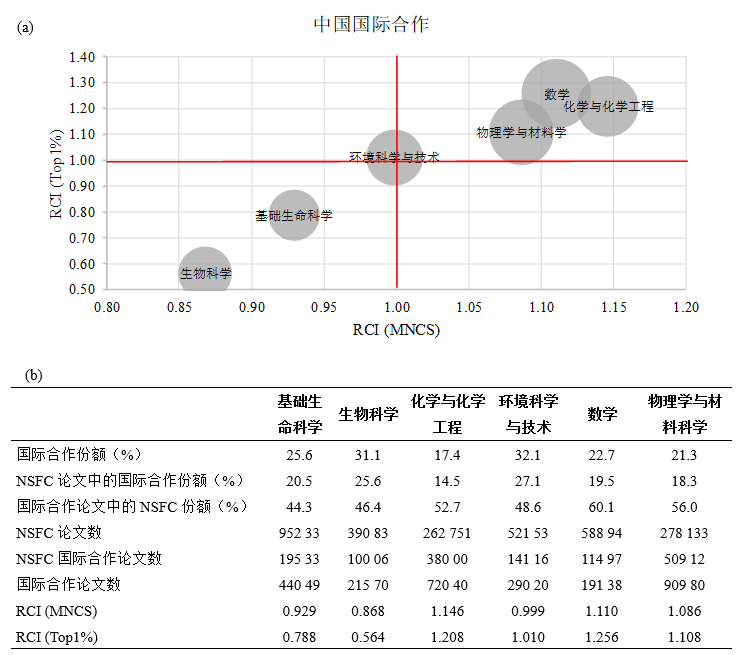 (a)
中国国际合作
RCI (Top1%)
1.40
1.30
1.20
1.10
1.00
0.90
0.80
0.70
0.60
0.50
数学
化学与化学工程
物理学与材料学
环境科学与技术
基础生命科学
生物科学
0.80 0.85 0.90 0.95 1.00 1.05 1.10 1.15 1.20
RCI (MNCS)
(b)
基础生命科学 生物科学 化学与化学工程 环境科学与技术 数学 物理学与材料科学
国际合作份额（%） 25.6 31.1 17.4 32.1 22.7 21.3
NSFC 论文中的国际合作份额（%） 20.5 25.6 14.5 27.1 19.5 18.3
国际合作论文中的 NSFC 份额（%） 44.3 46.4 52.7 48.6 60.1 56.0
NSFC 论文数 952 33 390 83 262 751 521 53 588 94 278 133
NSFC 国际合作论文数 195 33 100 06 380 00 141 16 114 97 509 12
国际合作论文数 440 49 215 70 720 40 290 20 191 38 909 80
RCI (MNCS) 0.929 0.868 1.146 0.999 1.110 1.086
RCI (Top1%) 0.788 0.564 1.208 1.010 1.256 1.108